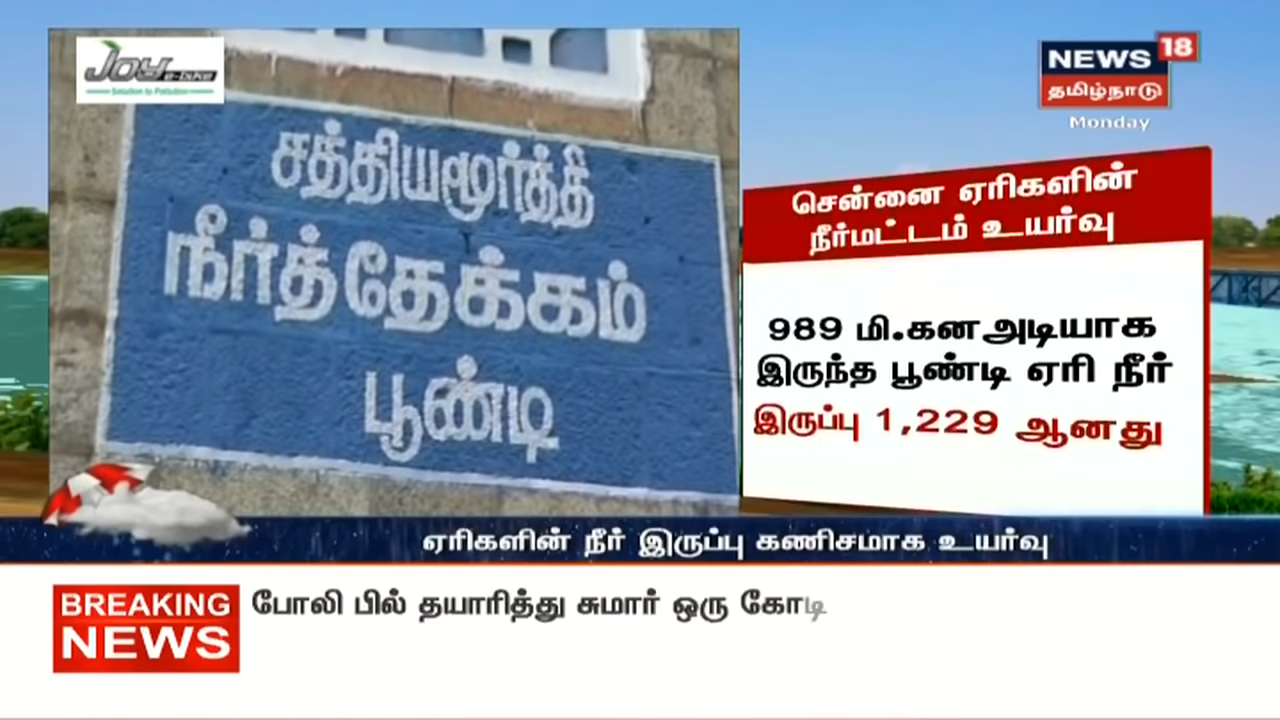 Joy e-bike
Solution to Pollution
NEWS 18
தமிழ்நாடு
Monday
சத்தியமூர்த்தி
நீர்த்தேக்கம்
பூண்டி
சென்னை ஏரிகளின்
நீர்மட்டம் உயர்வு
989 மி.கனஅடியாக
இருந்த பூண்டி ஏரி நீர்
இருப்பு 1,229 ஆனது
ஏரிகளின் நீர் இருப்பு கணிசமாக உயர்வு
BREAKING
NEWS
போலி பில் தயாரித்து சுமார் ஒரு கோடி